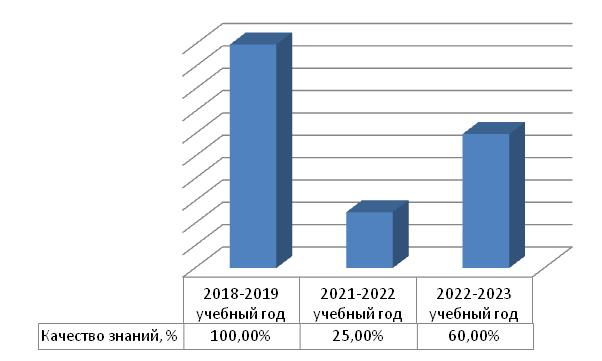 2018-2019 2021-2022 2022-2023
учебный год учебный год учебный год
Качество знаний, % 100,00% 25,00% 60,00%